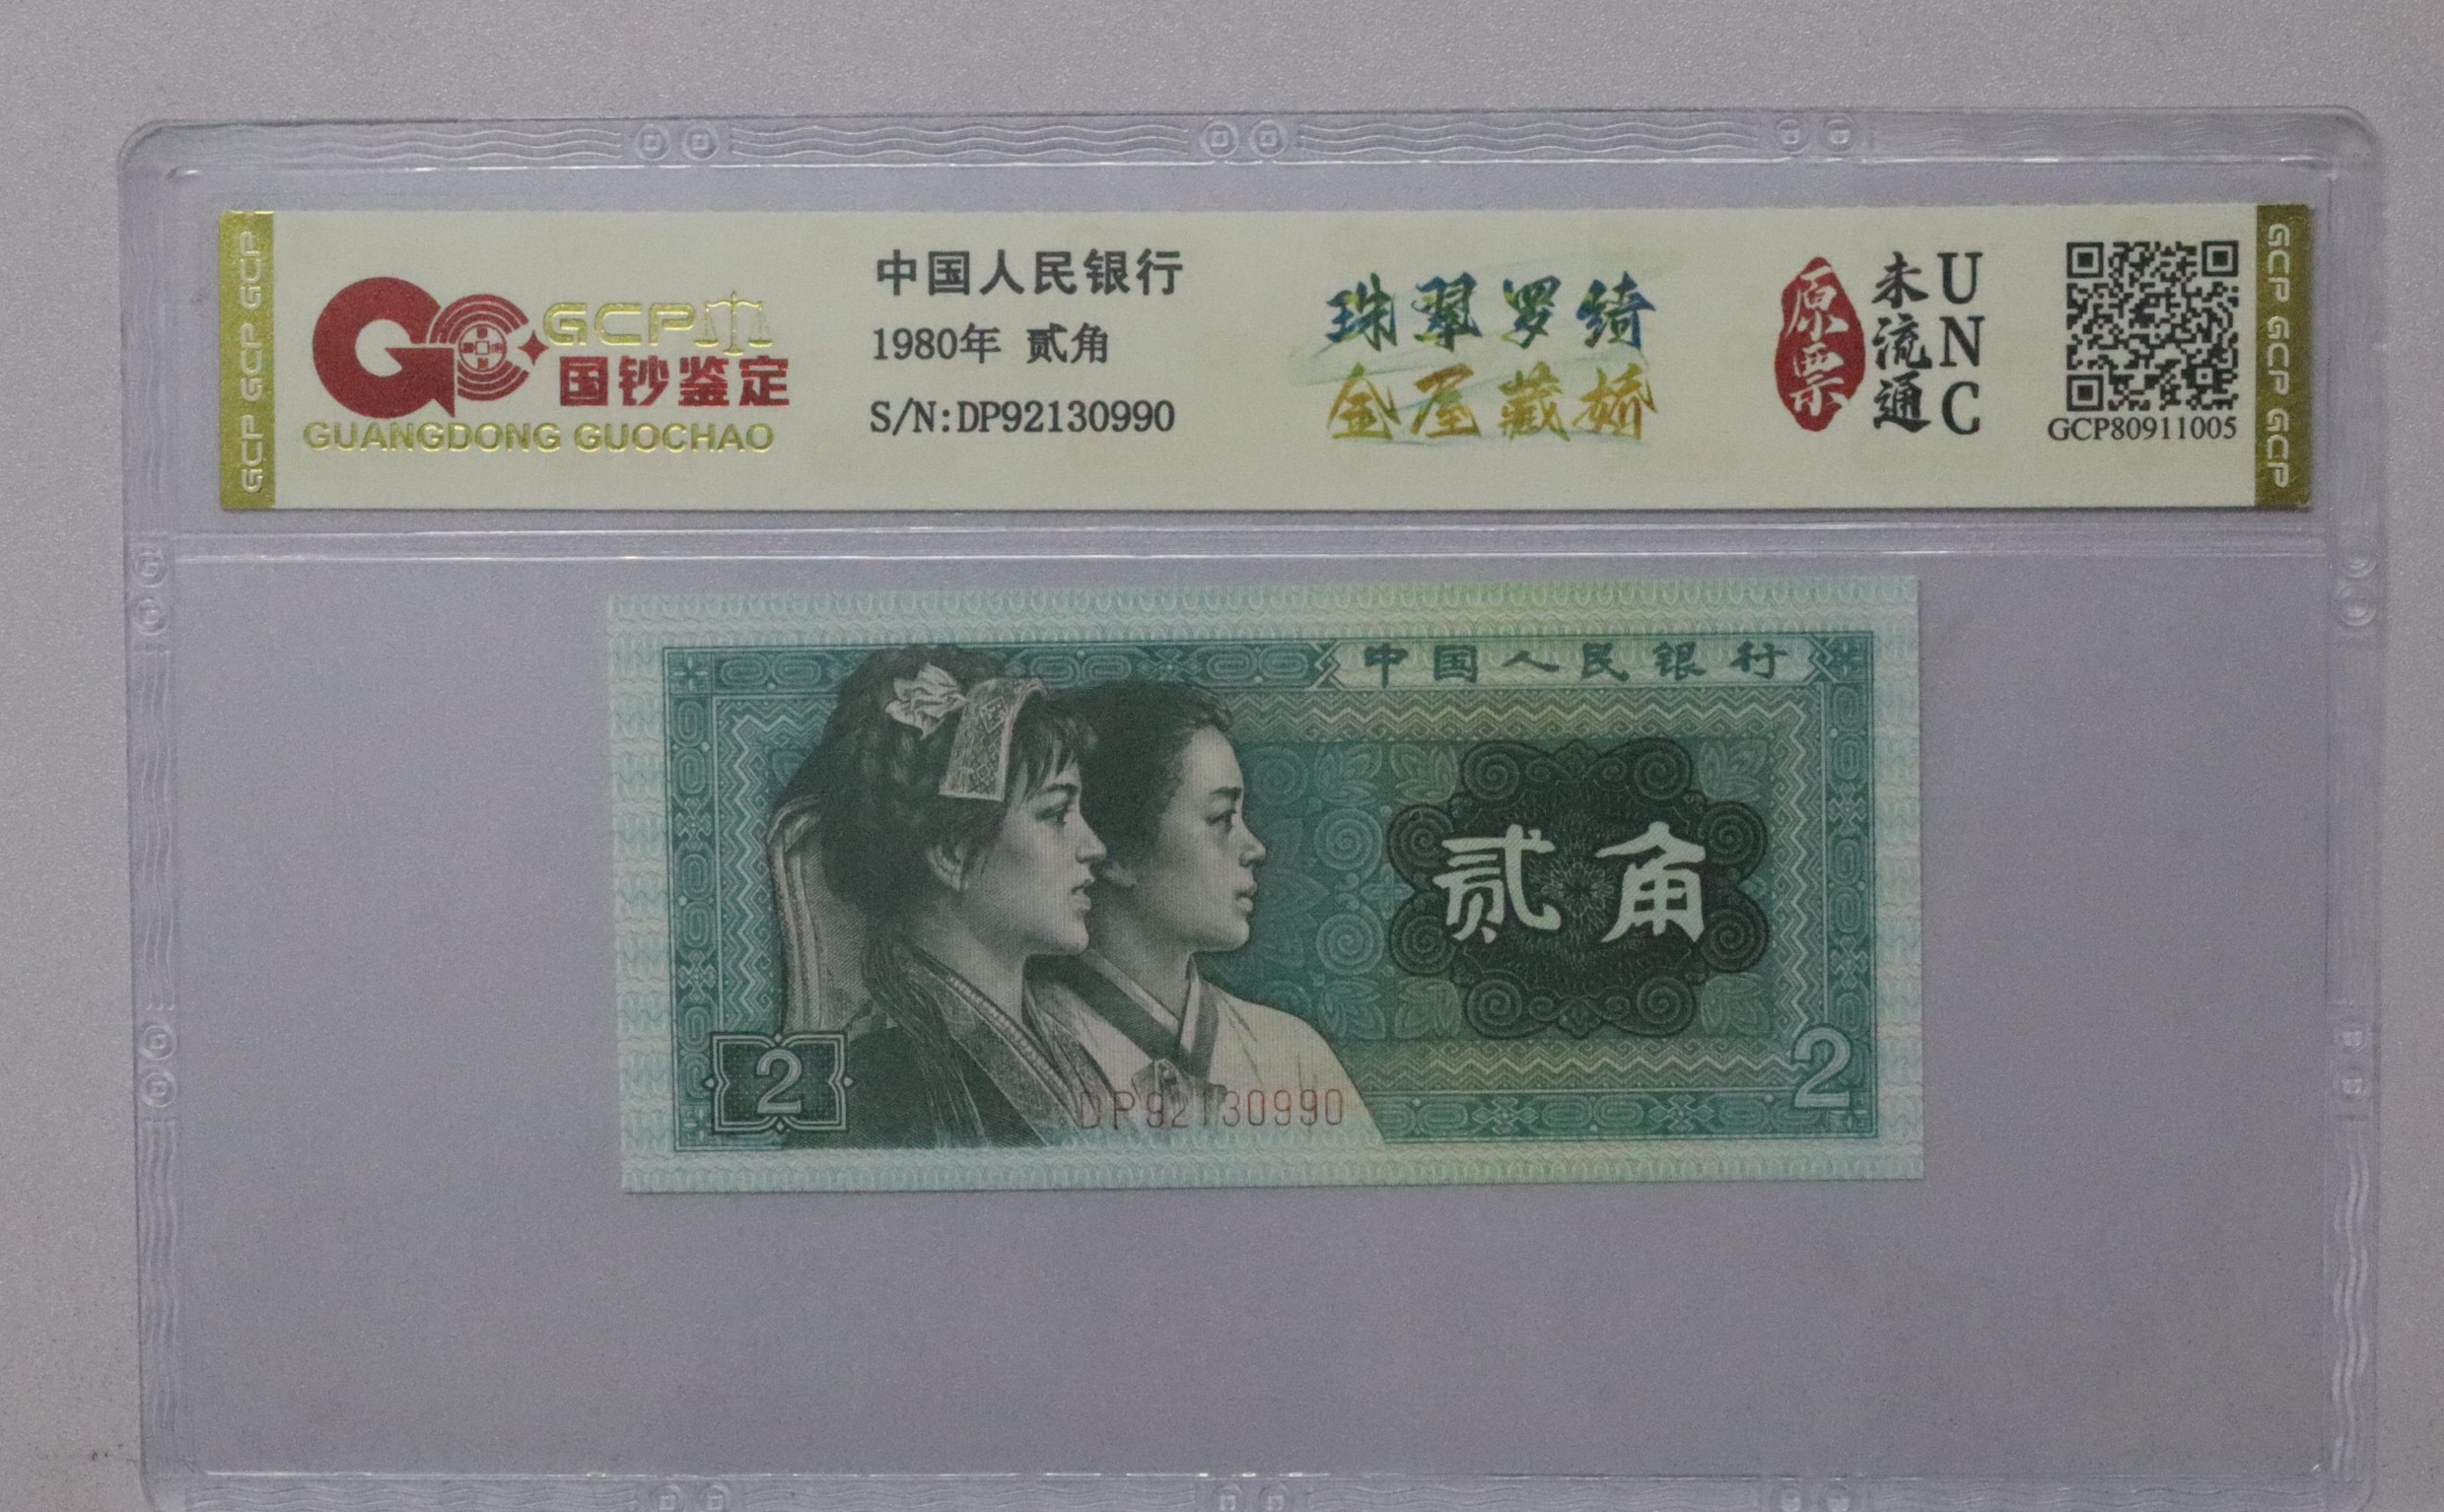 GCP GCP GCP
GCP
国钞鉴定
GUANGDONG GUOCHAO
中国人民银行
1980年 贰角
S/N:DP92130990
珠翠罗绮
金屋藏娇
原票
未流通
UNC
GCP80911005
GCP GCP GCP
中国人民银行
贰角
2
DP92130990
2